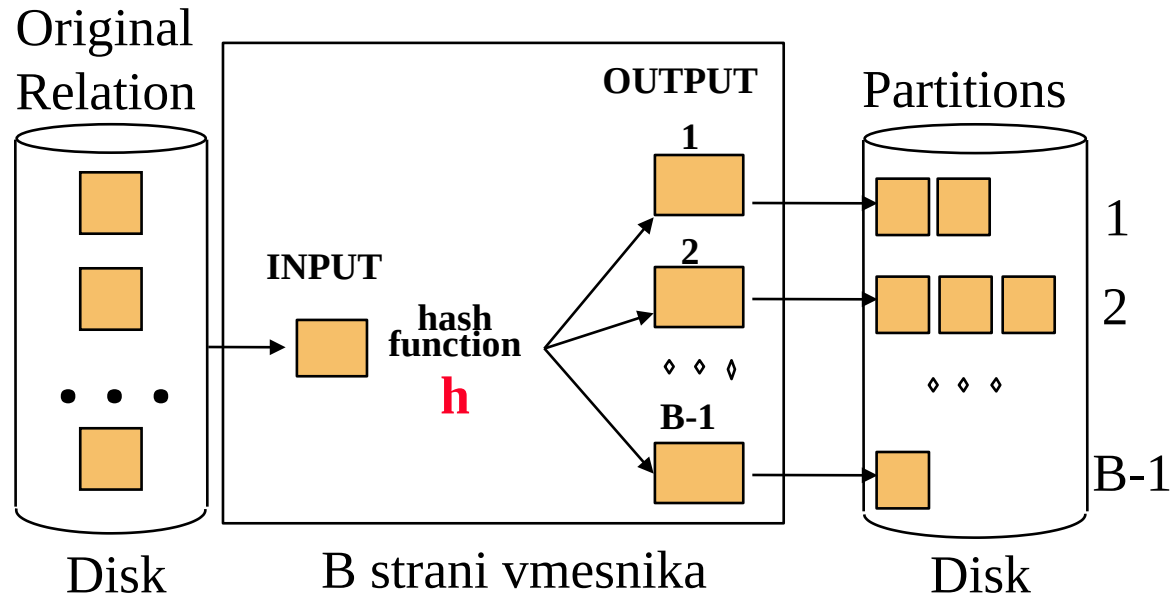 Original
Relation
Disk
INPUT
hash
function
h
OUTPUT
1
2
B-1
B strani vmesnika
Partitions
1
2
B-1
Disk